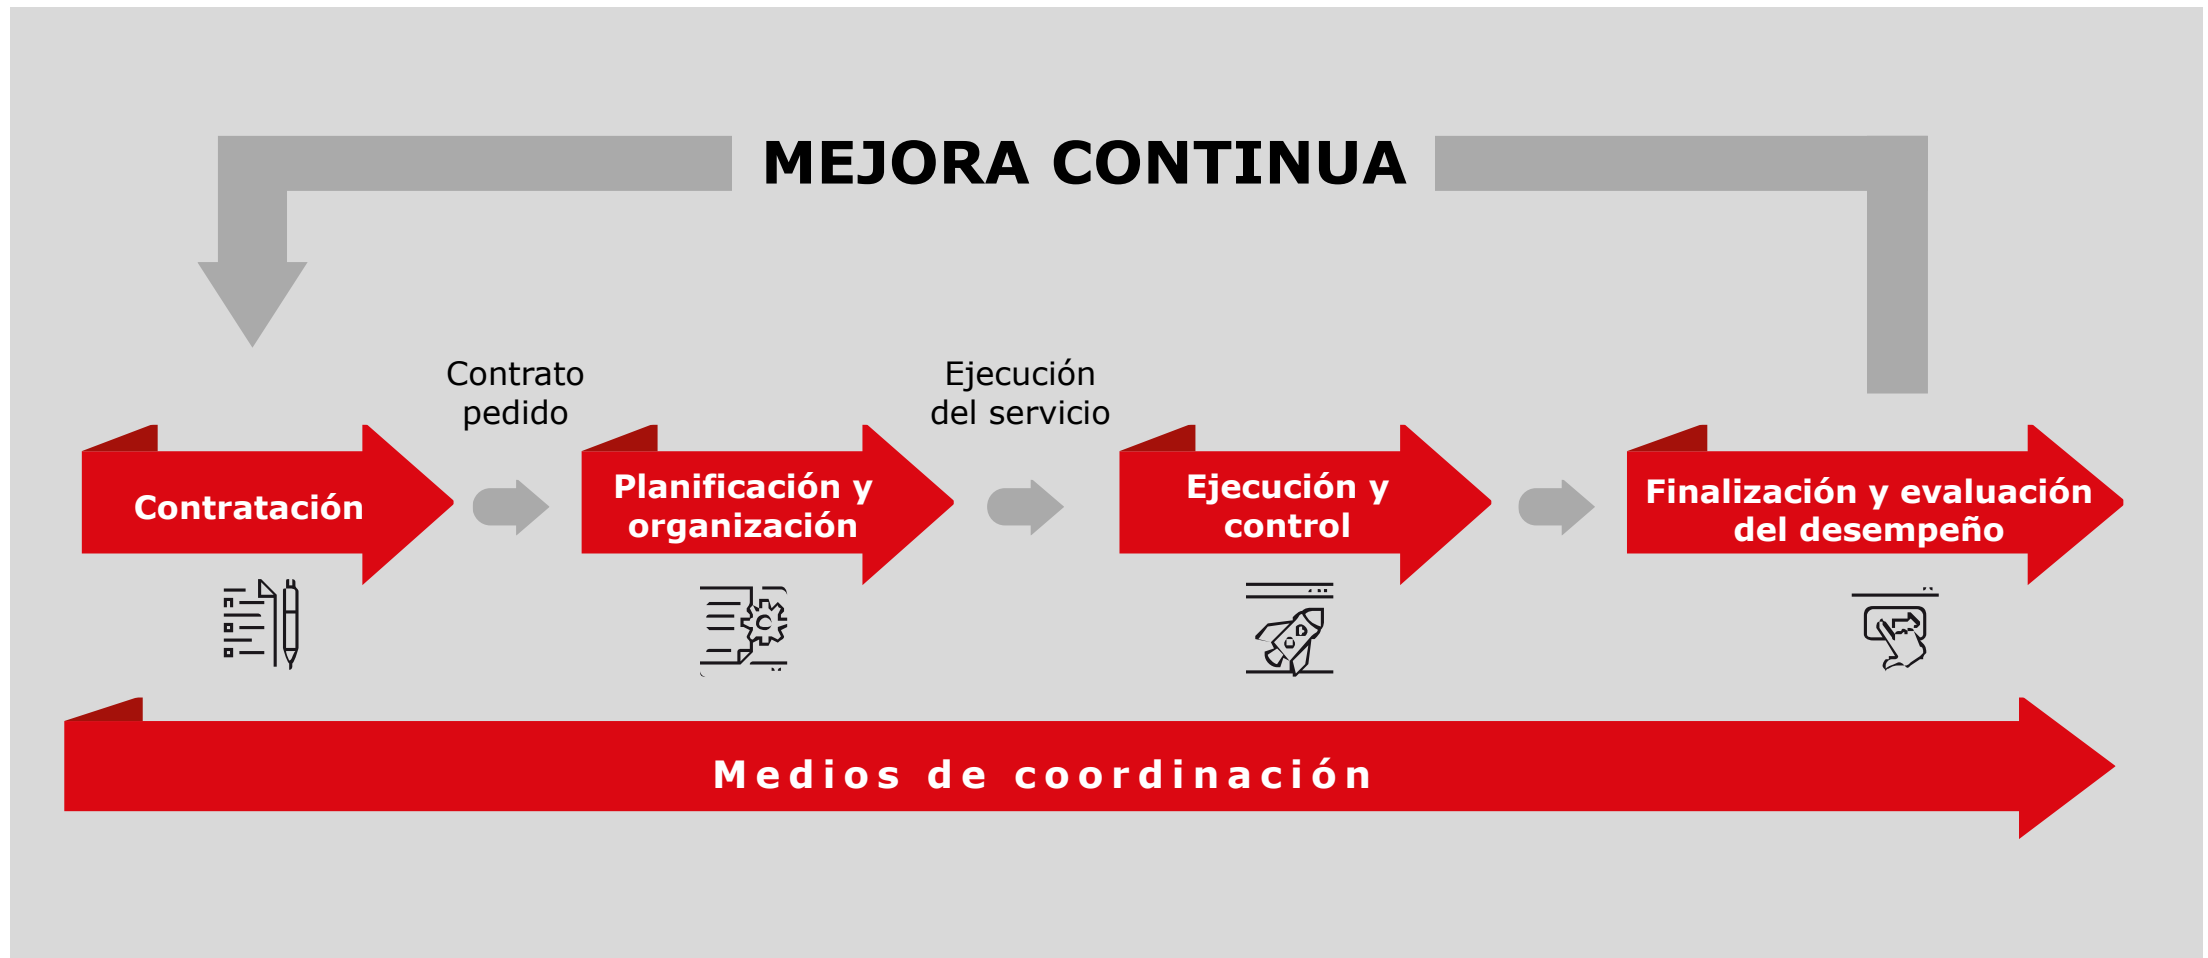 MEJORA CONTINUA
Contrato
pedido
Ejecución
del servicio
Contratación
Planificación y
organización
Ejecución y
control
Finalización y evaluación
del desempeño
Medios de coordinación